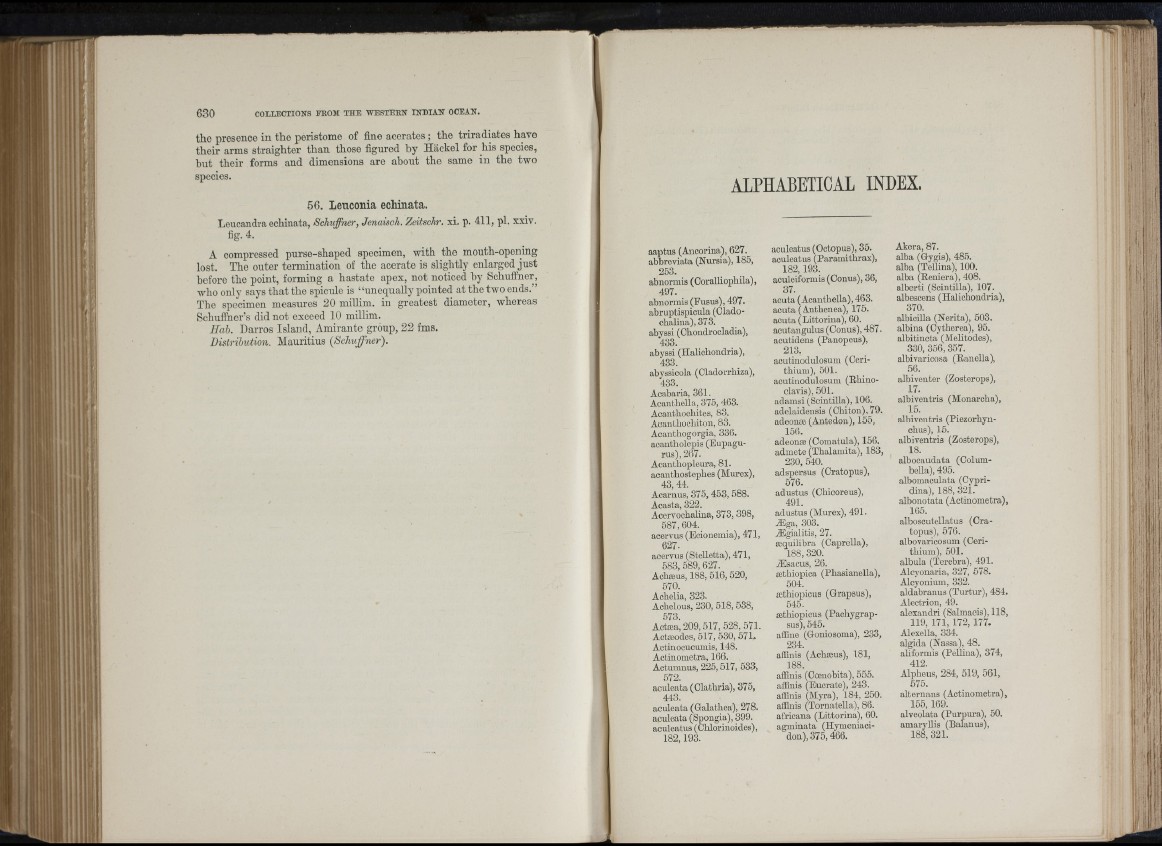 630 COLLECTIONS FROM THE WESTERN INDIAN OCEAN.
the presence in the peristome of fine acerates; the triradiates have
their arms straighter than those figured by Häckel for his species,
but their forms and dimensions are about the same in the two
species.
56. Leuconia echinata.
Leucandra echinata, Schuffner, Jenaisch. Zeitschr. xi. p. 411, pl. xxiv.
fig. 4.
A compressed purse-shaped specimen, with the mouth-opening
lost. The outer termination of the acerate is slightly enlarged just
before the point, forming a hastate apex, not noticed by Schuffner,
who only says that the spicule is "unequally pointed at the two ends."
The specimen measures 20 millim. in greatest diameter, whereas
Schuffner's did not exceed 10 millim.
Hab. Darros Island, Amirante group, 22 fms.
Distribution. Mauritius (Schuffner).
ALPHABETICAL INDEX.
aaptus (Ancorina), 627.
abbreviata (Nursia), 185,
253.
abnormis (Coralliophila),
497.
abnormis (Fusus), 497.
abruptispicula (Clado-
chalina), 373.
abyssi (Chondrocladia),
433.
abyssi (Halichondria),
433.
abyssicola (Cladorrhiza),
433.
Acabaria, 361.
Acanthella, 375, 463.
Acanthochites, 83.
Acanthochiton, 83.
Acanthogorgia, 336.
acantholepis (Eupagu-
rus), 267.
Acanthopleura, 81.
acanthostephes (Murex),
43, 44.
Acarnus, 375, 453, 588.
Acasta, 322.
Acervochalina, 373, 398,
587, 604.
acervus (Ecionemia), 471,
627.
acervus (Stelletta), 471,
583, 589, 627.
Achæus, 188, 516, 520,
570.
Achelia, 323.
Achelous, 230, 518, 538,
573.
Actæa, 209, 517, 528, 571.
Actæodes, 517, 530, 571.
Actinocucumis, 148.
Actinometra, 166.
Actumnus, 225, 517, 533,
572.
aculeata (Clathria), 375,
443.
aculeata (Galathea), 278.
aculeata (Spongia), 399.
aculeatus (Chlorinoides),
182, 193.
aculeatus (Octopus), 35.
aculeatus (Paramithrax),
182, 193.
aculeiformis (Conus), 36,
37.
acuta (Acanthella), 463.
acuta (Anthenea), 175.
acuta (Littorina), 60.
acutangulus (Conus), 487.
acutidens (Panopeus),
213.
acutinodulosum (Ceri-
thium), 501.
acutinodulosum (Rhino-
clavis), 501.
adamsi (Scintilla), 106.
adelaidensis (Chiton), 79.
adeonæ (Antedon), 155,
156.
adeonæ (Comatula), 156.
admete (Thalamita), 183,
230, 540.
adspersus (Cratopus),
576.
adustus (Chicoreus),
491.
adustus (Murex), 491.
Æga, 303.
Ægialitis, 27.
æquilibra (Caprella),
188, 320.
Æsacus, 26.
æthiopica (Phasianella),
504.
æthiopicus (Grapsus),
545.
æthiopicus (Pachygrap-
sus), 545.
affine (Goniosoma), 233,
234.
affinis (Achæus), 181,
188.
affinis (Cœnobita), 555.
affinis (Eucrate), 243.
affinis (Myra), 184, 250.
affinis (Tornatella), 86.
africana (Littorina), 60.
agminata (Hymeniaci-
don), 375, 466.
Akera, 87.
alba (Gygis), 485.
alba (Tellina), 100.
alba (Reniera), 408.
alberti (Scintilla), 107.
albescens (Halichondria),
370.
albicilla (Nerita), 503.
albina (Cytherea), 95.
albitincta (Melitodes),
330, 356, 357.
albivaricosa (Ranella),
56.
albiventer (Zosterops),
17.
albiventris (Monarcha),
15.
albiventris (Piezorhyn-
chus), 15.
albiventris (Zosterops),
18.
albocaudata (Colum-
bella), 495.
albomaculata (Cypri-
dina), 188, 321.
albonotata (Actinometra),
165.
alboscutellatus (Cra-
topus), 576.
albovaricosum (Ceri-
thium), 501.
albula (Terebra), 491.
Alcyonaria, 327, 578.
Alcyonium, 332.
aldabranus (Turtur), 484.
Alectrion, 49.
alexandri (Salmacis), 118,
119, 171, 172, 177.
Alexella, 334.
algida (Nassa), 48.
aliformis (Pellina), 374,
412.
Alpheus, 284, 519, 561,
575.
alternans (Actinometra),
155, 169.
alveolata (Purpura), 50.
amaryllis (Balanus),
188, 321.